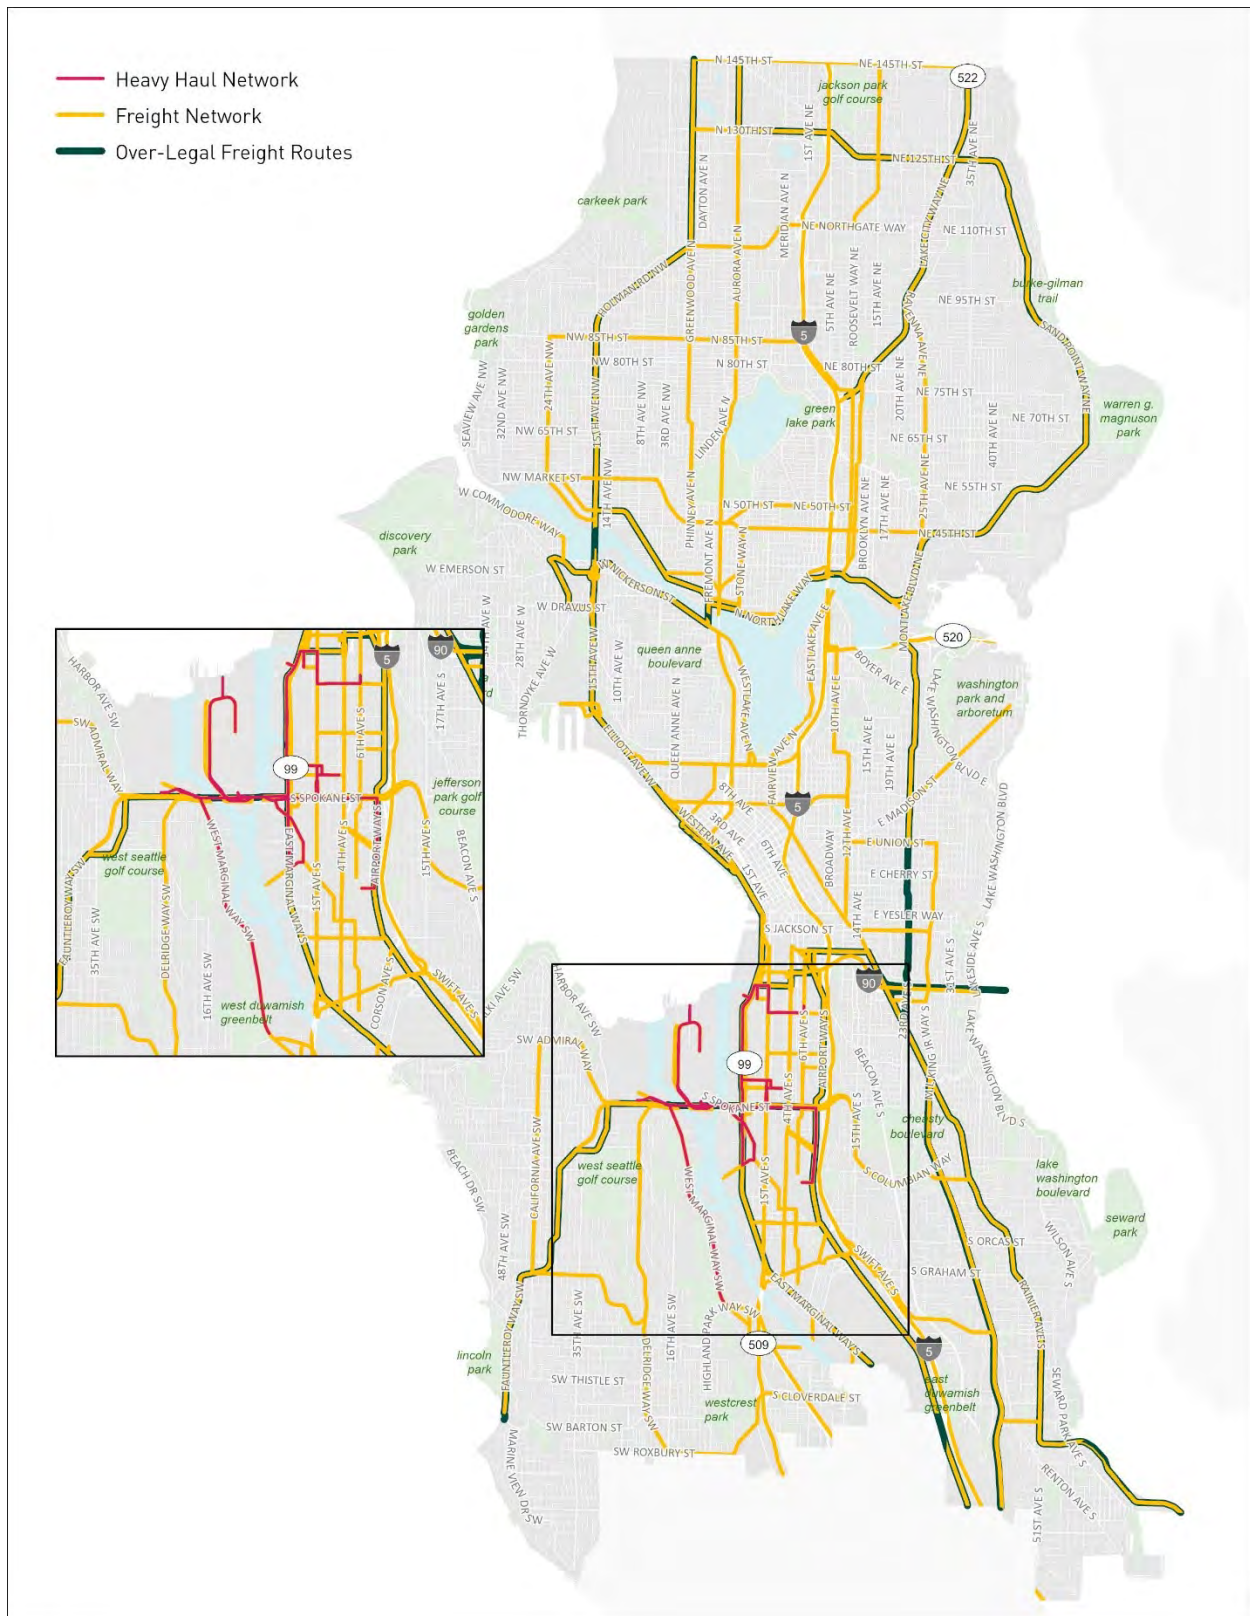 Heavy Haul Network
Freight Network
Over-Legal Freight Routes
N 145TH ST
NE 145TH ST
522
jackson park
golf course
1ST AVE NE
N 130TH ST
NE 125TH ST
35TH AVE NE
DAYTON AVE N
MERIDIAN AVE N
carkeek park
NE NORTHGATE WAY
NE 110TH ST
LAKE CITY WAY NE
AURORA AVE N
GREENWOOD AVE N
HOLMAN RD NW
5TH AVE NE
ROOSEVELT WAY NE
15TH AVE NE
burke-gilman
trail
NE 95TH ST
RAVENNA AVE NE
SAND POINT WAY NE
golden
gardens
park
5
NW 85TH ST
N 85TH ST
NW 80TH ST
N 80TH ST
NE 80TH ST
SEAVIEW AVE NW
32ND AVE NW
24TH AVE NW
15TH AVE NW
8TH AVE NW
3RD AVE NW
LINDEN AVE N
20TH AVE NE
NE 75TH ST
green
lake park
NE 70TH ST
warren g.
magnuson
park
NW 65TH ST
NE 65TH ST
40TH AVE NE
25TH AVE NE
NW MARKET ST
14TH AVE NW
PHINNEY AVE N
W COMMODORE WAY
N 50TH ST
NE 50TH ST
BROOKLYN AVE NE
17TH AVE NE
NE 55TH ST
NE 45TH ST
discovery
park
FREMONT AVE N
STONE WAY N
W EMERSON ST
W NICKERSON ST
W DRAVUS ST
N NORTHLAKE WAY
MONTLAKE BLVD NE
34TH AVE W
28TH AVE W
THORNDYKE AVE W
15TH AVE W
10TH AVE W
queen anne
boulevard
EASTLAKE AVE E
520
BOYER AVE E
QUEEN ANNE AVE N
WESTLAKE AVE N
10TH AVE E
LAKE WASHINGTON BLVD E
washington
park and
arboretum
ELLIOTT AVE W
FAIRVIEW AVE N
15TH AVE E
19TH AVE E
E MADISON ST
5
8TH AVE
3RD AVE
WESTERN AVE
6TH AVE
1ST AVE
BROADWAY
12TH AVE
E UNION ST
E CHERRY ST
LAKE WASHINGTON BLVD
14TH AVE
E YESLER WAY
S JACKSON ST
31ST AVE S
LAKESIDE AVE S
90
23RD AVE S
HARBOR AVE SW
5
90
17TH AVE S
SW ADMIRAL WAY
6TH AVE S
99
S SPOKANE ST
jefferson
park golf
course
WEST MARGINAL WAY SW
EAST MARGINAL WAY S
1ST AVE S
4TH AVE S
AIRPORT WAY S
15TH AVE S
BEACON AVE S
west seattle
golf course
FAUNTLEROY WAY SW
35TH AVE SW
DELRIDGE WAY SW
16TH AVE SW
west duwamish
greenbelt
CORSON AVE S
SWIFT AVE S
HARBOR AVE SW
SW ADMIRAL WAY
99
6TH AVE S
AIRPORT WAY S
BEACON AVE S
LAKE WASHINGTON BLVD S
S SPOKANE ST
4TH AVE S
15TH AVE S
cheasty
boulevard
CALIFORNIA AVE SW
BEACH DR SW
west seattle
golf course
WEST MARGINAL WAY SW
1ST AVE S
S COLUMBIAN WAY
lake
washington
boulevard
seward
park
48TH AVE SW
WILSON AVE S
S ORCAS ST
SWIFT AVE S
S GRAHAM ST
EAST MARGINAL WAY S
RAINIER AVE S
35TH AVE SW
16TH AVE SW
HIGHLAND PARK WAY SW
509
5
lincoln
park
FAUNTLEROY WAY SW
SW THISTLE ST
DELRIDGE WAY SW
westcrest
park
S CLOVERDALE ST
east
duwamish
greenbelt
SEWARD PARK AVE S
SW BARTON ST
SW ROXBURY ST
MARINE VIEW DR SW
RENTON AVE S
51ST AVE S